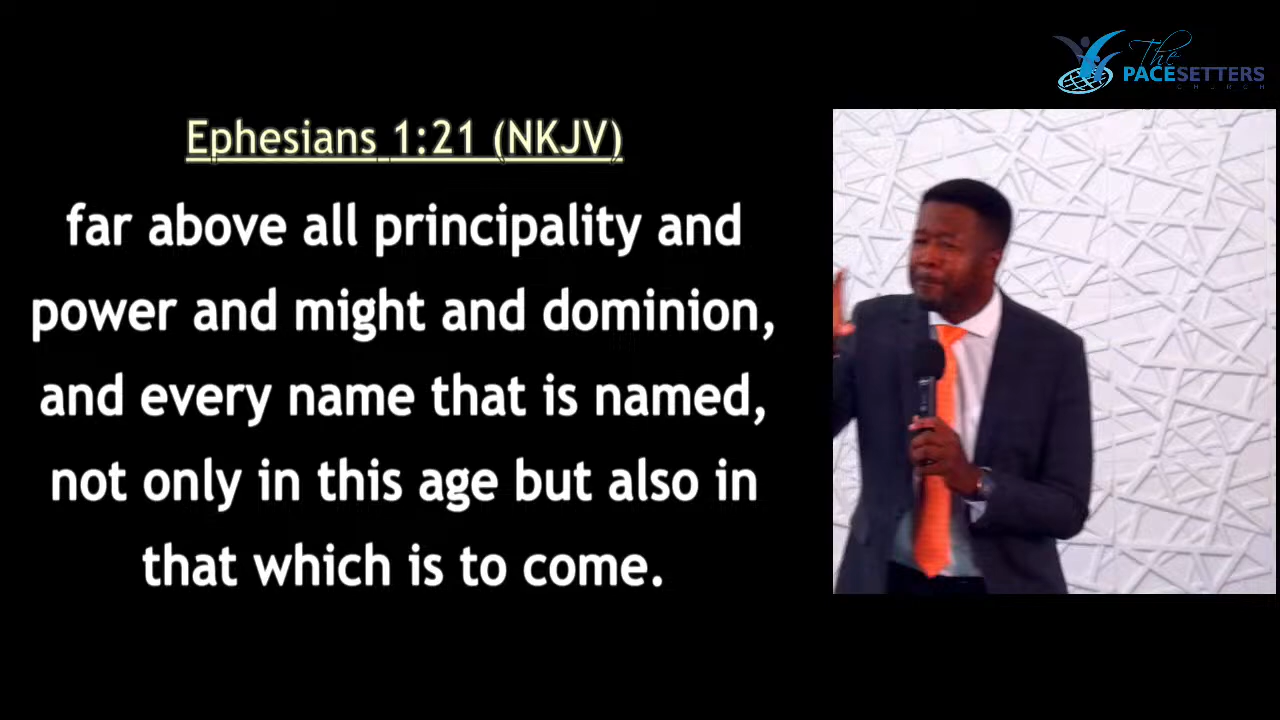 The
PACESETTERS
CHURCH
Ephesians 1:21 (NKJV)
far above all principality and
power and might and dominion,
and every name that is named,
not only in this age but also in
that which is to come.